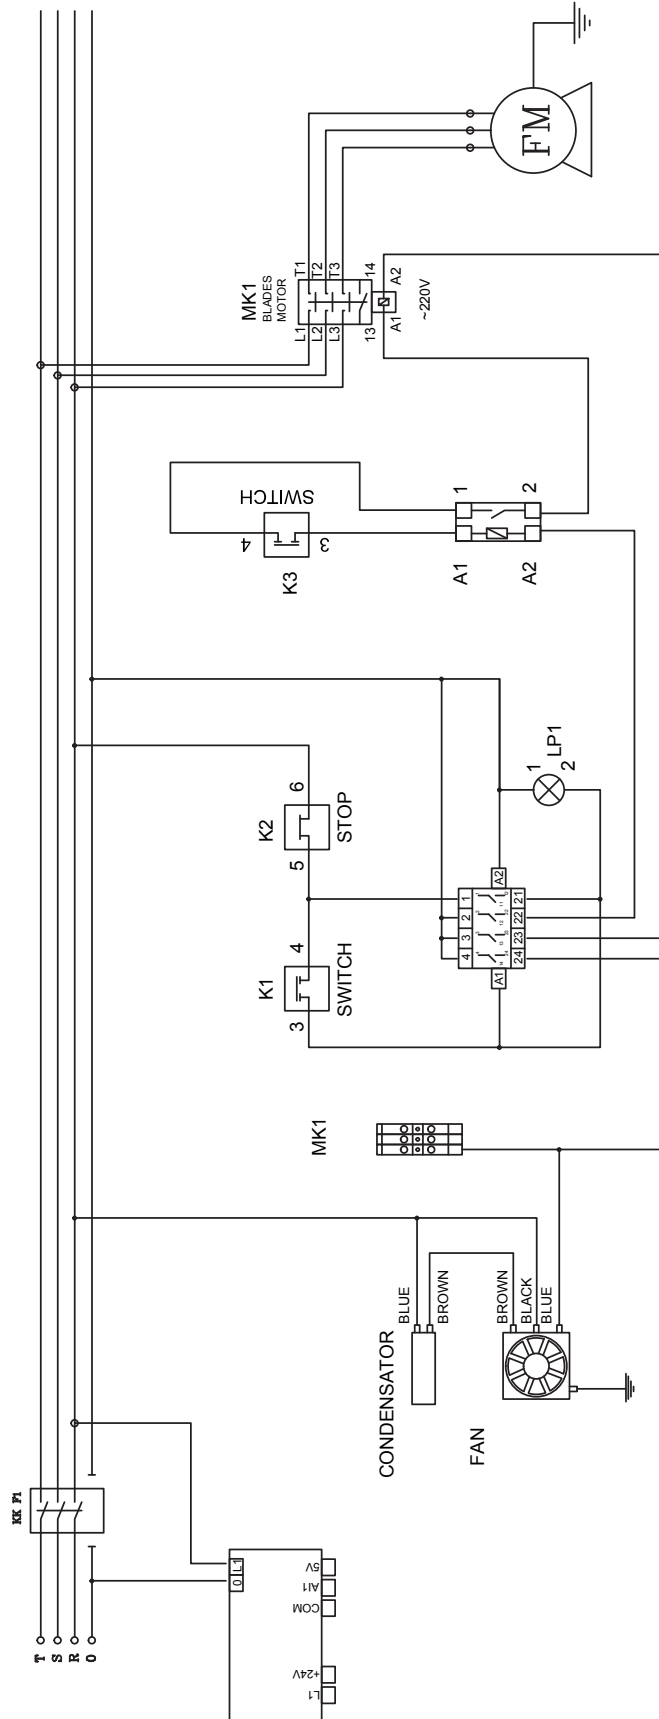 T1
T2
T3
14
MK1
BLADES
MOTOR
L1
L2
L3
13
A2
A1
~220V
FM
SWITCH
4
3
K3
1
2
A1
A2
K2
6
5
STOP
LP1
1
2
K1
4
3
SWITCH
A2
1
2
3
4
21
22
23
24
A1
MK1
BLUE
BROWN
CONDENSATOR
BROWN
BLACK
BLUE
FAN
KK F1
T
S
R
0
0
L1
5V
AI1
COM
+24V
L1